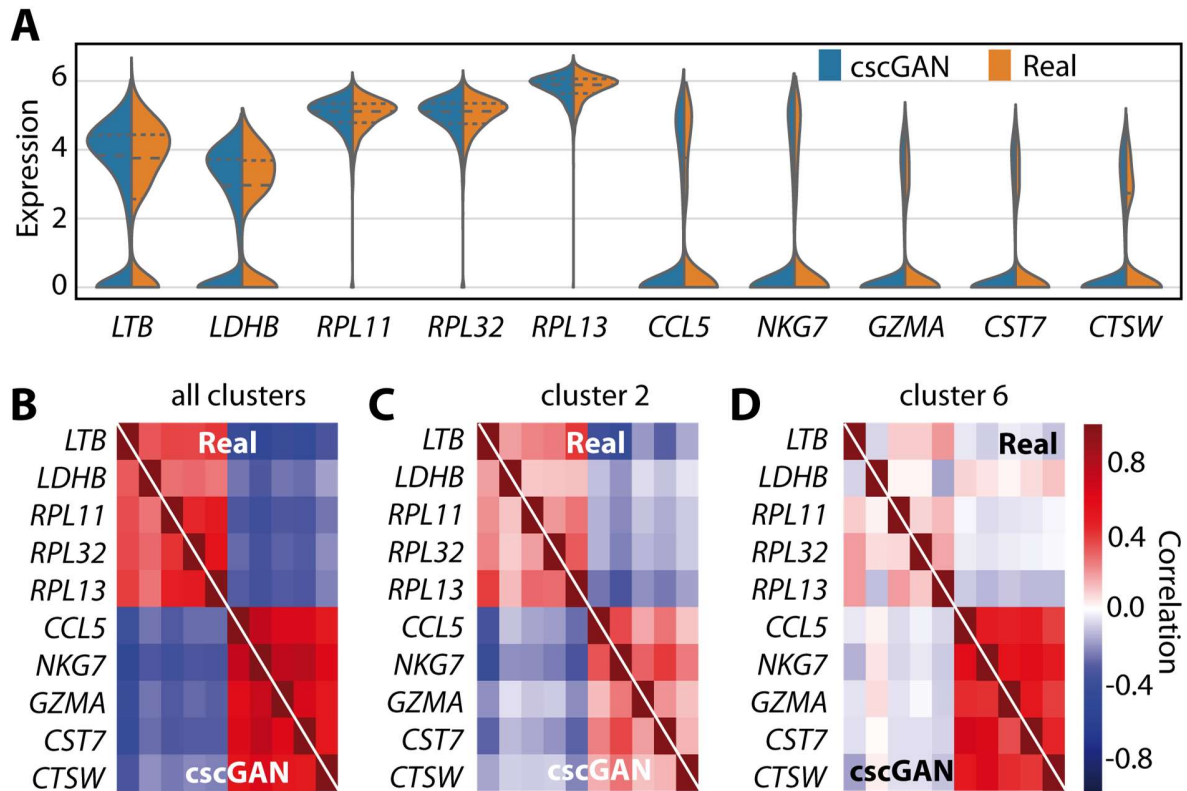 A
cscGAN Real
Expression
6
4
2
0
LTB LDHB RPL11 RPL32 RPL13 CCL5 NKG7 GZMA CST7 CTSW
B all clusters
LTB
LDHB
RPL11
RPL32
RPL13
CCL5
NKG7
GZMA
CST7
CTSW
Real
cscGAN
C cluster 2
LTB
LDHB
RPL11
RPL32
RPL13
CCL5
NKG7
GZMA
CST7
CTSW
Real
cscGAN
D cluster 6
LTB
LDHB
RPL11
RPL32
RPL13
CCL5
NKG7
GZMA
CST7
CTSW
Real
cscGAN
0.8
0.4
0.0
-0.4
-0.8
Correlation